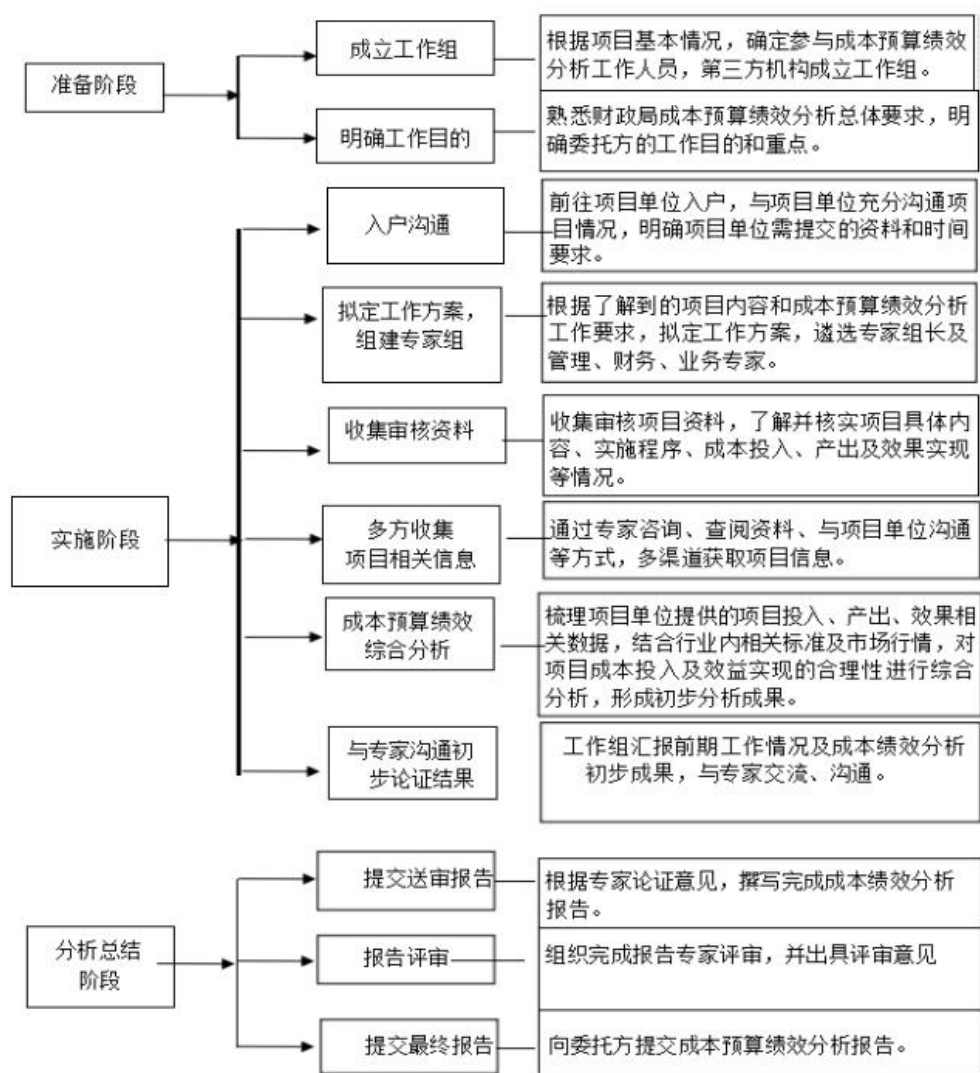 准备阶段
成立工作组
根据项目基本情况，确定参与成本预算绩效
分析工作人员，第三方机构成立工作组。
明确工作目的
熟悉财政局成本预算绩效分析总体要求，明
确委托方的工作目的和重点。
实施阶段
入户沟通
前往项目单位入户，与项目单位充分沟通项
目情况，明确项目单位需提交的资料和时间
要求。
拟定工作方案，
组建专家组
根据了解到的项目内容和成本预算绩效分析
工作要求，拟定工作方案，遴选专家组长及
管理、财务、业务专家。
收集审核资料
收集审核项目资料，了解并核实项目具体内
容、实施程序、成本投入、产出及效果实现
等情况。
多方收集
项目相关信息
通过专家咨询、查阅资料、与项目单位沟通
等方式，多渠道获取项目信息。
成本预算绩效
综合分析
梳理项目单位提供的项目投入、产出、效果相
关数据，结合行业内相关标准及市场行情，对
项目成本投入及效益实现的合理性进行综合
分析，形成初步分析成果。
与专家沟通初
步论证结果
工作组汇报前期工作情况及成本绩效分析
初步成果，与专家交流、沟通。
分析总结
阶段
提交送审报告
根据专家论证意见，撰写完成成本绩效分析
报告。
报告评审
组织完成报告专家评审，并出具评审意见
提交最终报告
向委托方提交成本预算绩效分析报告。